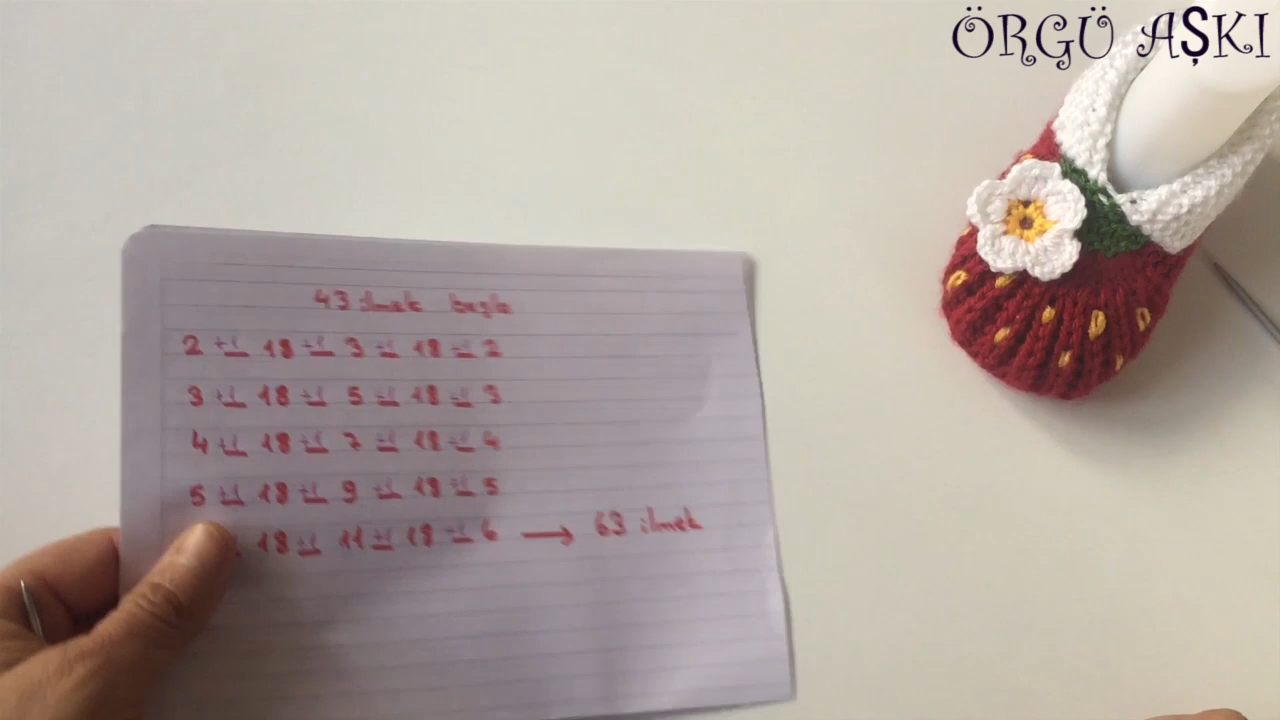 ÖRGÜ AŞKI
43 ilmek başla
2 +1 18 +1 3 +1 18 +1 2
3 +1 18 +1 5 +1 18 +1 3
4 +1 18 +1 7 +1 18 +1 4
5 +1 18 +1 9 +1 18 +1 5
18 +1 11 +1 18 +1 6 → 63 ilmek